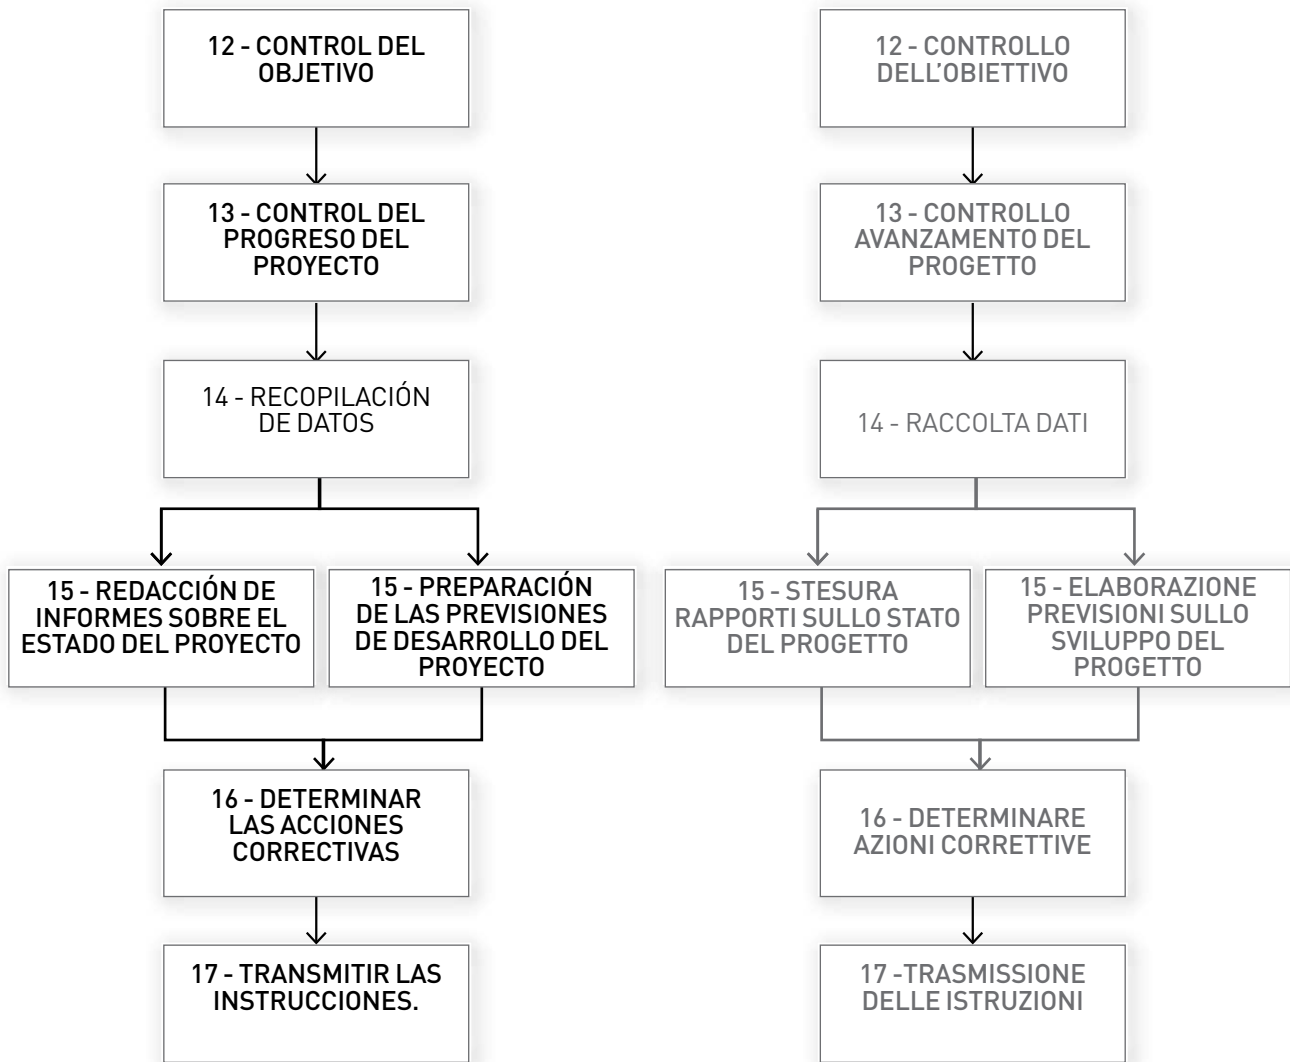 12 - CONTROL DEL
OBJETIVO
13 - CONTROL DEL
PROGRESO DEL
PROYECTO
14 - RECOPILACIÓN
DE DATOS
15 - REDACCIÓN DE
INFORMES SOBRE EL
ESTADO DEL PROYECTO
15 - PREPARACIÓN
DE LAS PREVISIONES
DE DESARROLLO DEL
PROYECTO
16 - DETERMINAR
LAS ACCIONES
CORRECTIVAS
17 - TRANSMITIR LAS
INSTRUCCIONES.
12 - CONTROLLO
DELL’OBIETTIVO
13 - CONTROLLO
AVANZAMENTO DEL
PROGETTO
14 - RACCOLTA DATI
15 - STESURA
RAPPORTI SULLO STATO
DEL PROGETTO
15 - ELABORAZIONE
PREVISIONI SULLO
SVILUPPO DEL
PROGETTO
16 - DETERMINARE
AZIONI CORRETTIVE
17 -TRASMISSIONE
DELLE ISTRUZIONI